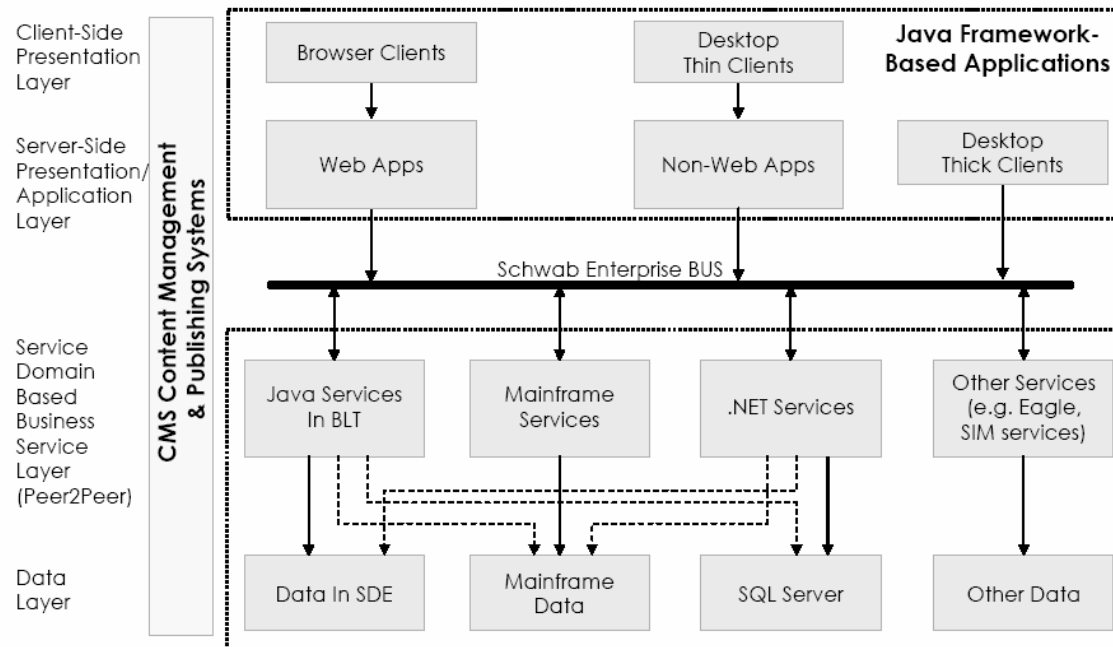 Client-Side
Presentation
Layer
Browser Clients
Desktop
Thin Clients
Java Framework-
Based Applications
Server-Side
Presentation/
Application
Layer
Web Apps
Non-Web Apps
Desktop
Thick Clients
CMS Content Management
& Publishing Systems
Schwab Enterprise BUS
Service
Domain
Based
Business
Service
Layer
(Peer2Peer)
Java Services
In BLT
Mainframe
Services
.NET Services
Other Services
(e.g. Eagle,
SIM services)
Data
Layer
Data In SDE
Mainframe
Data
SQL Server
Other Data